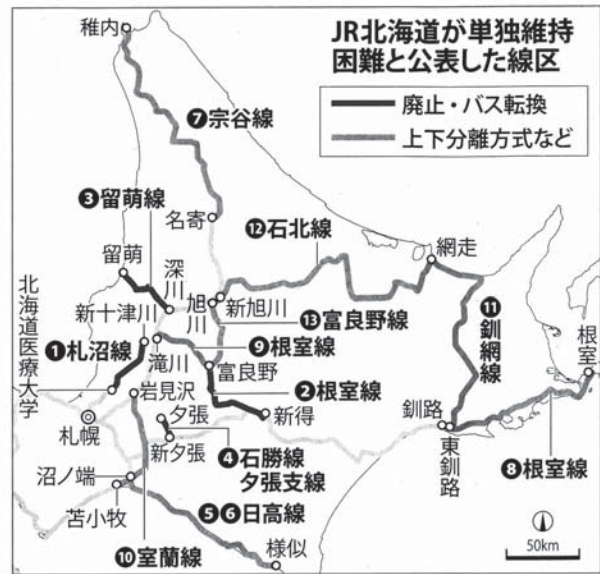 JR北海道が単独維持
困難と公表した線区
廃止・バス転換
上下分離方式など
稚内
❼宗谷線
❸留萌線
名寄
⓬石北線
留萌
深川
網走
旭川
新旭川
新十津川
⓭富良野線
⓫釧網線
北海道医療大学
❶札沼線
滝川
❾根室線
根室
富良野
岩見沢
❷根室線
札幌
夕張
新得
釧路
新夕張
❹石勝線
夕張支線
東釧路
❽根室線
沼ノ端
苫小牧
❺❻日高線
❿室蘭線
様似
50km